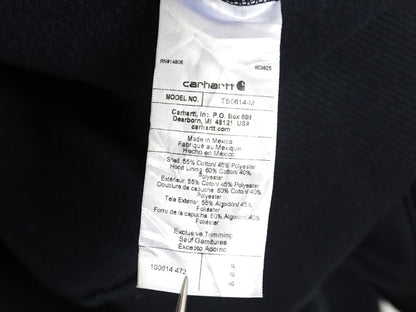 RN#14806
carhartt
MODEL NO. TS0614-M
Carhartt, Inc. P.O. Box 600
Dearborn, MI 48121 USA
carhartt.com
Made in Mexico
Fabriqué au Mexique
Hecho en México
Shell: 55% Cotton/ 45% Polyester
Hood Lining: 60% Cotton/ 40%
Polyester
Extérieur: 55% Coton/ 45% Polyester
Doublure de capuche: 60% Coton/ 40%
Polyester
Tela Exterior: 55% Algodón/ 45%
Poliéster
Forro de la capucha: 60% Algodón/ 40%
Poliéster
Exclusive Trimming
Sauf Garnitures
Excepto Adorno
100614 472